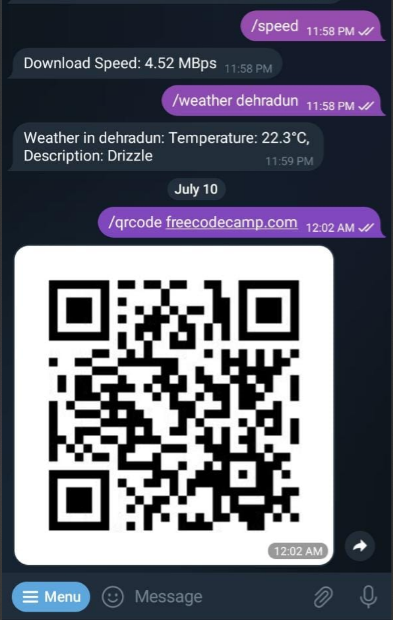 /speed 11:58 PM
Download Speed: 4.52 MBps 11:58 PM
/weather dehradun 11:58 PM
Weather in dehradun: Temperature: 22.3°C,
Description: Drizzle 11:59 PM
July 10
/qrcode freecodecamp.com 12:02 AM
freecodecamp.com
12:02 AM
Menu Message